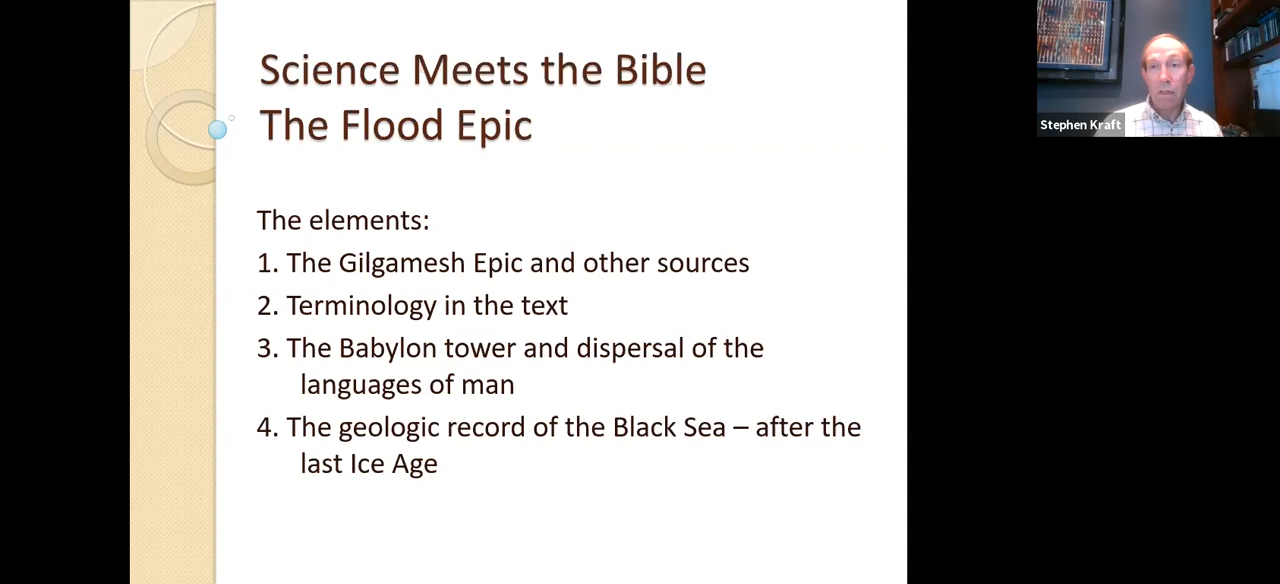 Science Meets the Bible
The Flood Epic
The elements:
1. The Gilgamesh Epic and other sources
2. Terminology in the text
3. The Babylon tower and dispersal of the
languages of man
4. The geologic record of the Black Sea – after the
last Ice Age
Stephen Kraft